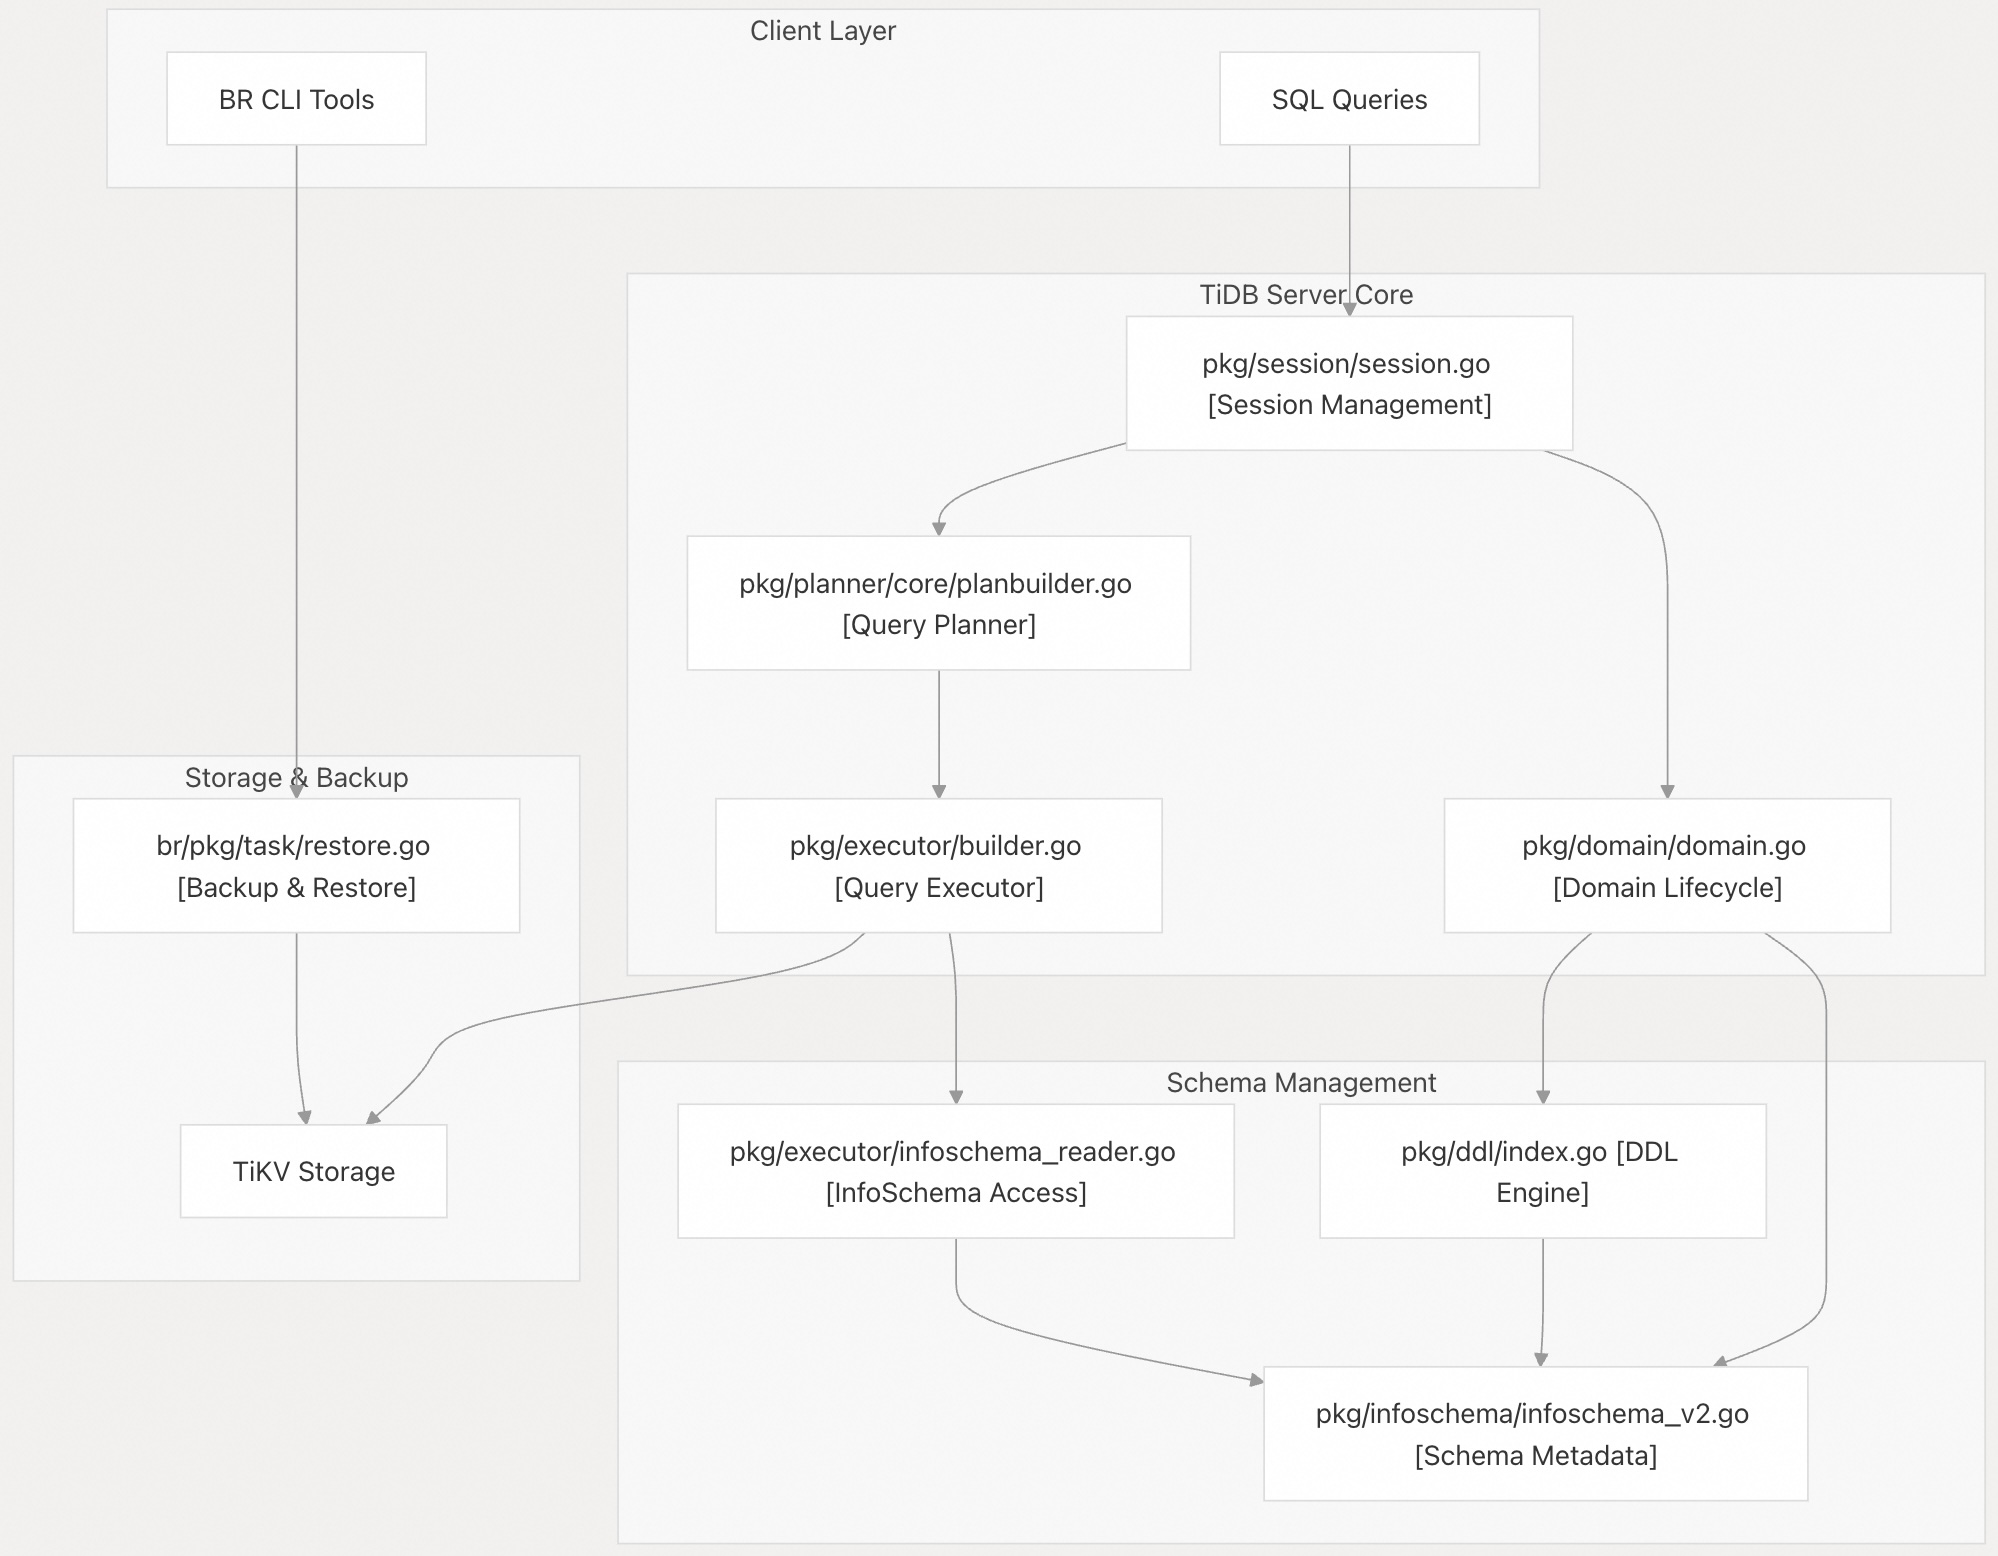 Client Layer
BR CLI Tools
SQL Queries
TiDB Server Core
pkg/session/session.go
[Session Management]
pkg/planner/core/planbuilder.go
[Query Planner]
Storage & Backup
br/pkg/task/restore.go
[Backup & Restore]
pkg/executor/builder.go
[Query Executor]
pkg/domain/domain.go
[Domain Lifecycle]
Schema Management
TiKV Storage
pkg/executor/infoschema_reader.go
[InfoSchema Access]
pkg/ddl/index.go [DDL
Engine]
pkg/infoschema/infoschema_v2.go
[Schema Metadata]